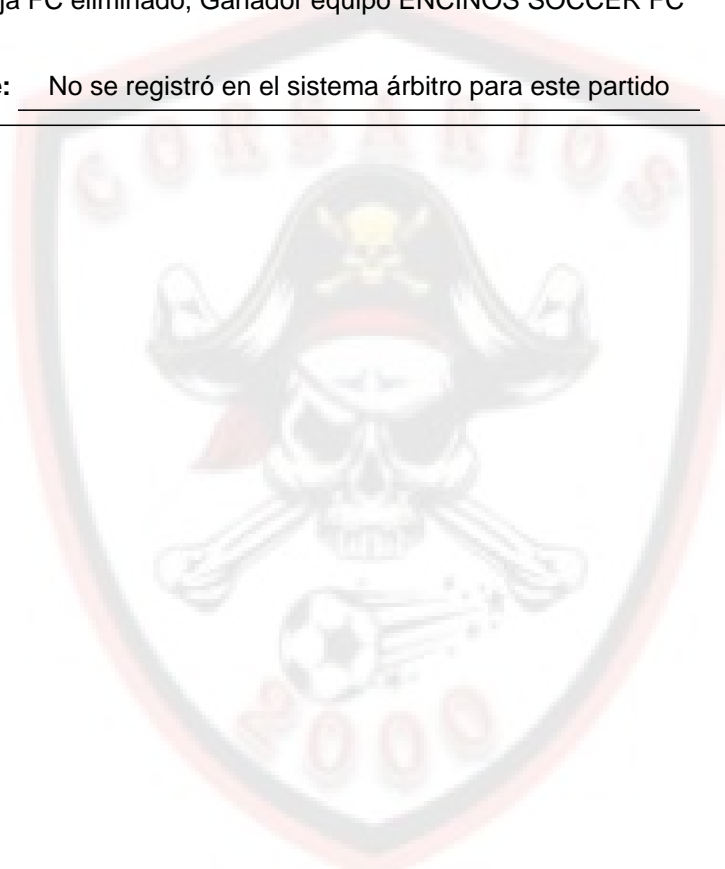 FC eliminado, Ganador equipo ENCINOS SOCCER FC
No se registró en el sistema árbitro para este partido
CORSARIOS
2000